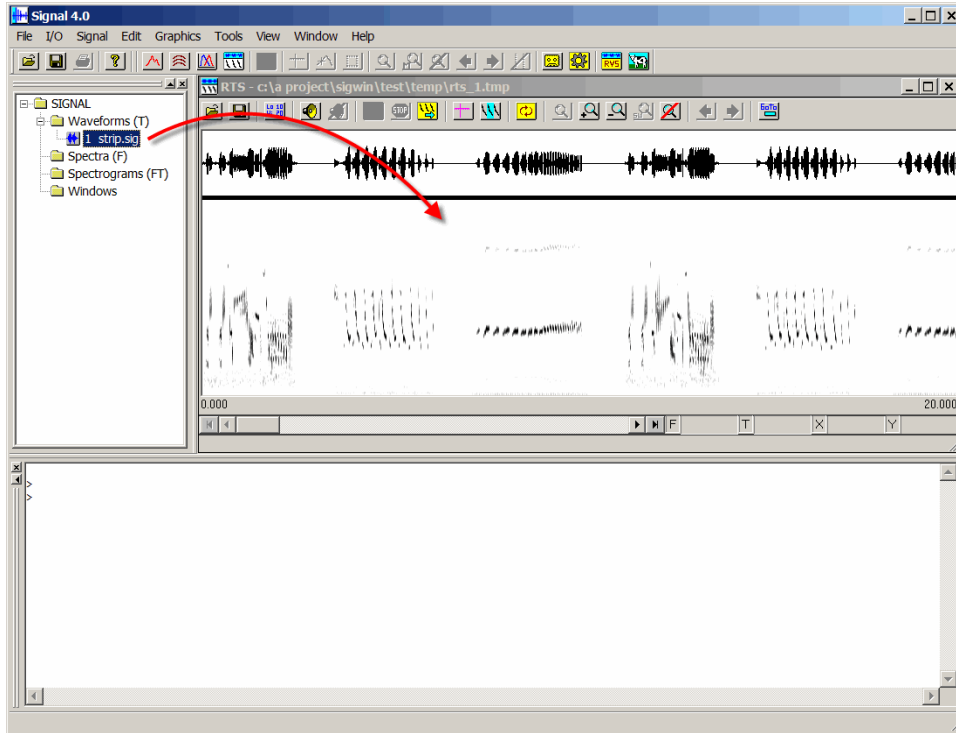 Signal 4.0
File I/O Signal Edit Graphics Tools View Window Help
RVS
SIGNAL
Waveforms (T)
1 strip.sig
Spectra (F)
Spectrograms (FT)
Windows
RTS - c:\a project\sigwin\test\temp\rts_1.tmp
STOP
GoTo
0.000 20.000
F T X Y
>
>